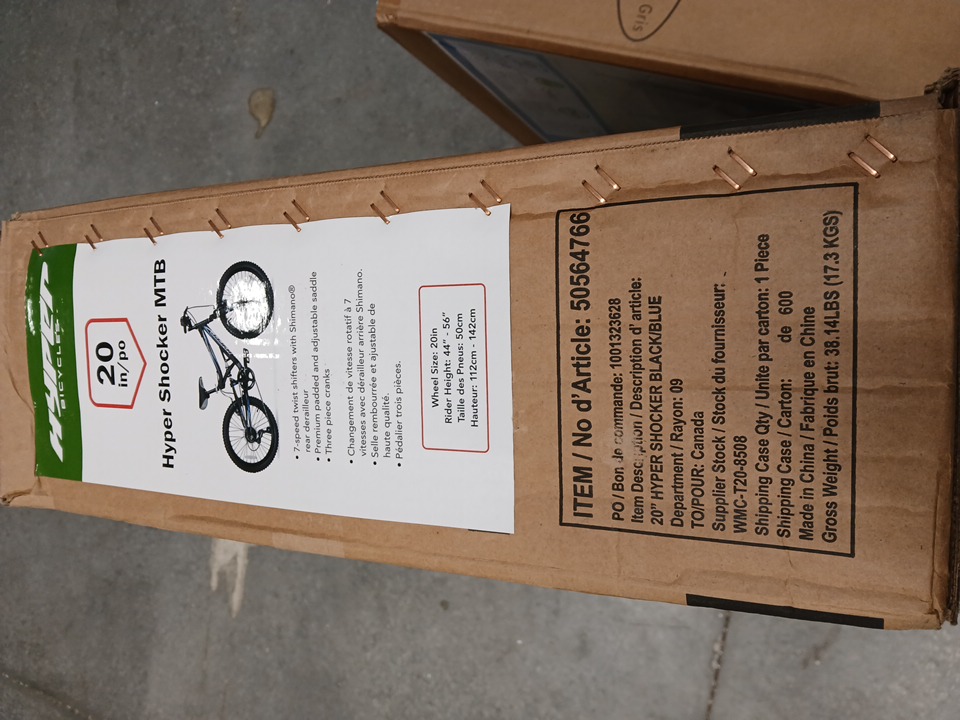 HYPER
BICYCLES
20
in/po
Hyper Shocker MTB
• 7-speed twist shifters with Shimano®
rear derailleur
• Premium padded and adjustable saddle
• Three piece cranks
• Changement de vitesse rotatif à 7
vitesses avec dérailleur arrière Shimano.
• Selle rembourrée et ajustable de
haute qualité.
• Pédalier trois pièces.
Wheel Size: 20in
Rider Height: 44" - 56"
Taille des Pneus: 50cm
Hauteur: 112cm - 142cm
ITEM / No d'Article: 50564766
PO / Bon de commande: 1001323628
Item Description / Description d' article:
20" HYPER SHOCKER BLACK/BLUE
Department / Rayon: 09
TO/POUR: Canada
Supplier Stock / Stock du fournisseur: -
WMC-T20-8508
Shipping Case Qty / Unite par carton: 1 Piece
Shipping Case / Carton: de 600
Made in China / Fabrique en Chine
Gross Weight / Polds brut: 38.14LBS (17.3 KGS)
Gris